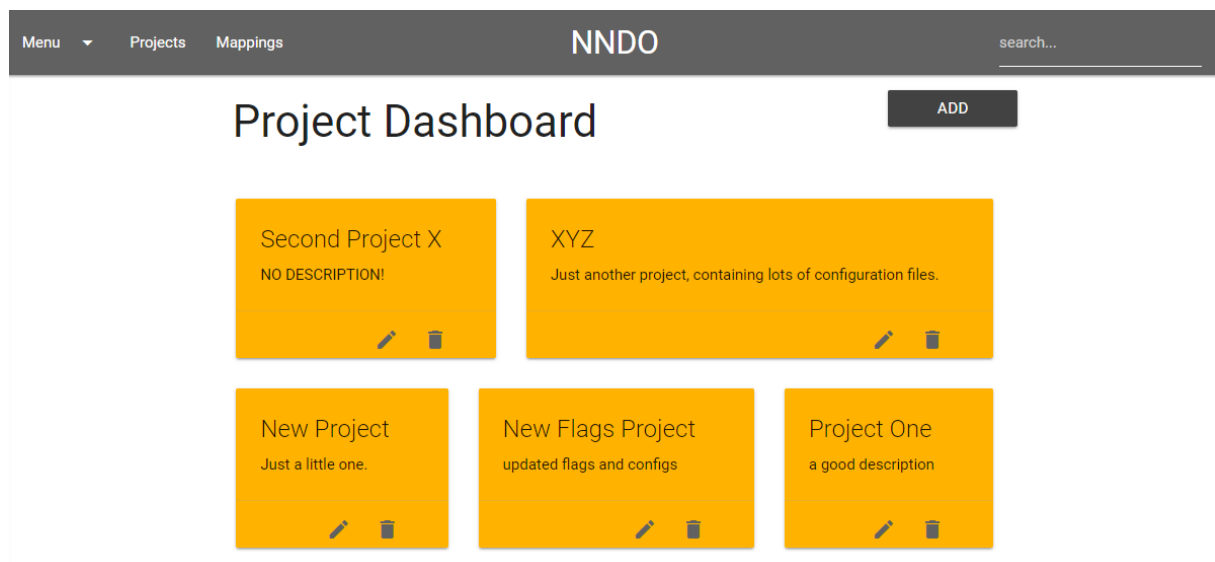 Menu
Projects
Mappings
NNDO
search...
Project Dashboard
ADD
Second Project X
NO DESCRIPTION!
XYZ
Just another project, containing lots of configuration files.
New Project
Just a little one.
New Flags Project
updated flags and configs
Project One
a good description